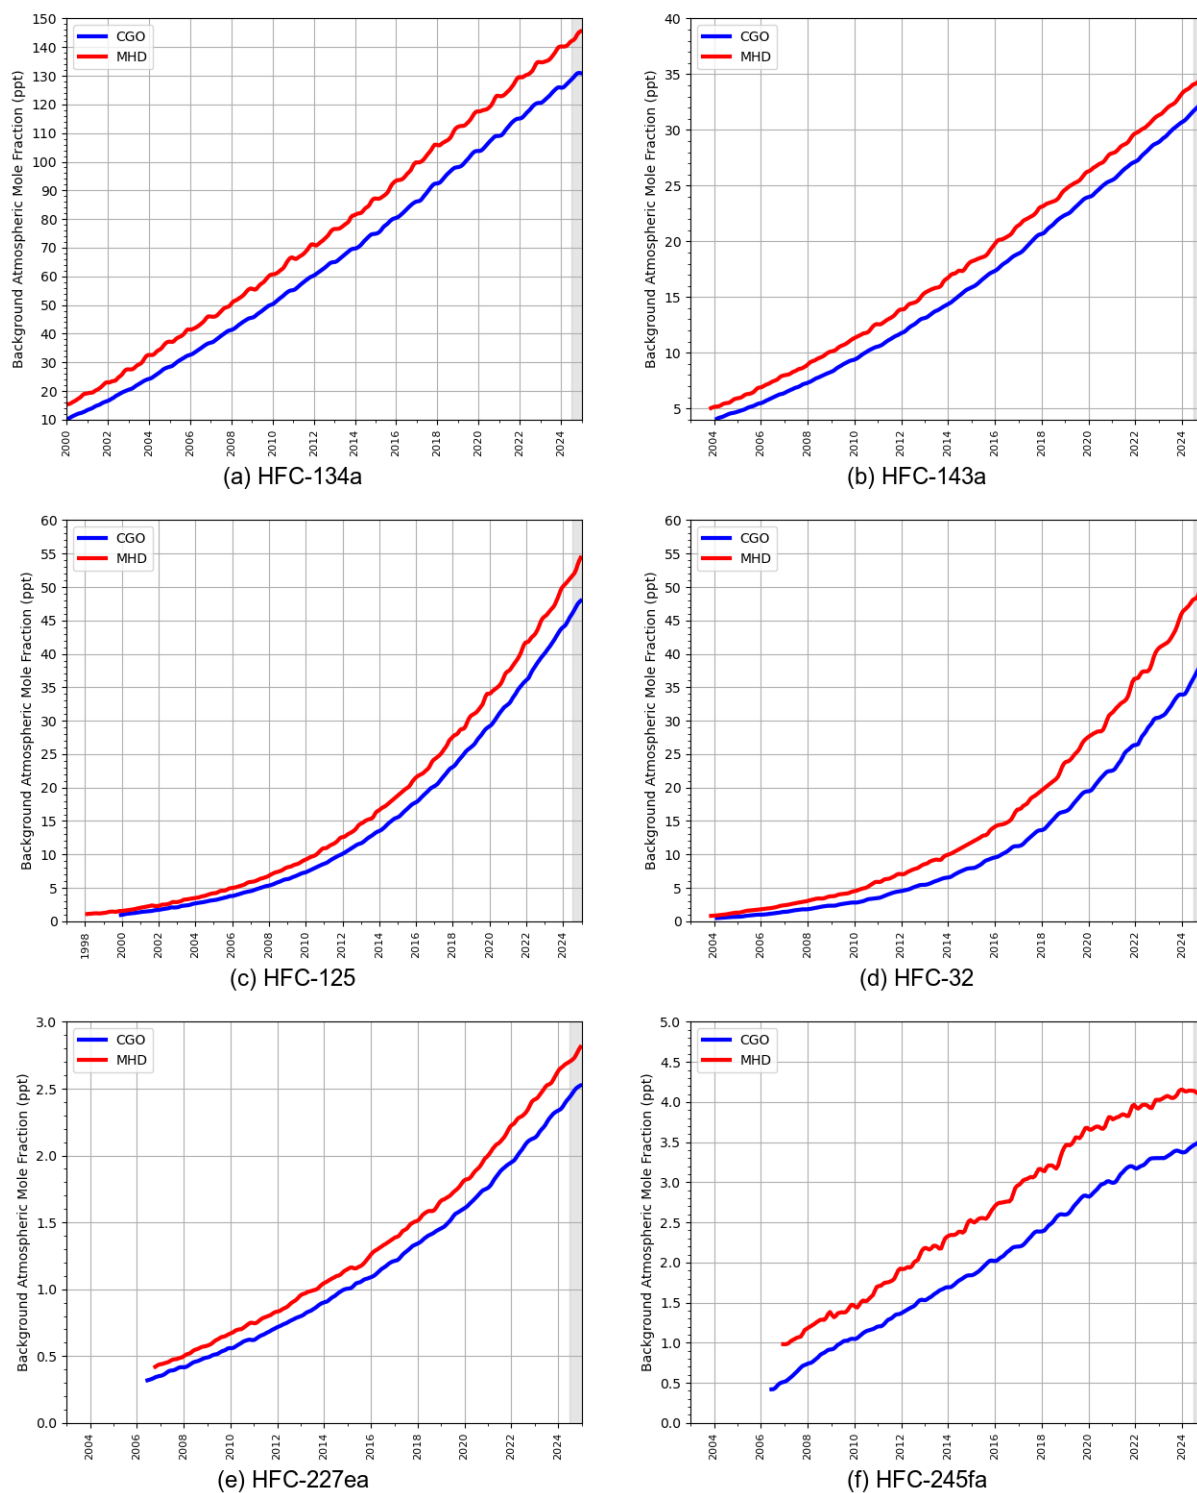 Background Atmospheric Mole Fraction (ppt)
150
140
130
120
110
100
90
80
70
60
50
40
30
20
10
CGO
MHD
2000 2002 2004 2006 2008 2010 2012 2014 2016 2018 2020 2022 2024
(a) HFC-134a
Background Atmospheric Mole Fraction (ppt)
40
35
30
25
20
15
10
5
CGO
MHD
2004 2006 2008 2010 2012 2014 2016 2018 2020 2022 2024
(b) HFC-143a
Background Atmospheric Mole Fraction (ppt)
60
55
50
45
40
35
30
25
20
15
10
5
0
CGO
MHD
1998 2000 2002 2004 2006 2008 2010 2012 2014 2016 2018 2020 2022 2024
(c) HFC-125
Background Atmospheric Mole Fraction (ppt)
60
55
50
45
40
35
30
25
20
15
10
5
0
CGO
MHD
2004 2006 2008 2010 2012 2014 2016 2018 2020 2022 2024
(d) HFC-32
Background Atmospheric Mole Fraction (ppt)
3.0
2.5
2.0
1.5
1.0
0.5
0.0
CGO
MHD
2004 2006 2008 2010 2012 2014 2016 2018 2020 2022 2024
(e) HFC-227ea
Background Atmospheric Mole Fraction (ppt)
5.0
4.5
4.0
3.5
3.0
2.5
2.0
1.5
1.0
0.5
0.0
CGO
MHD
2004 2006 2008 2010 2012 2014 2016 2018 2020 2022 2024
(f) HFC-245fa